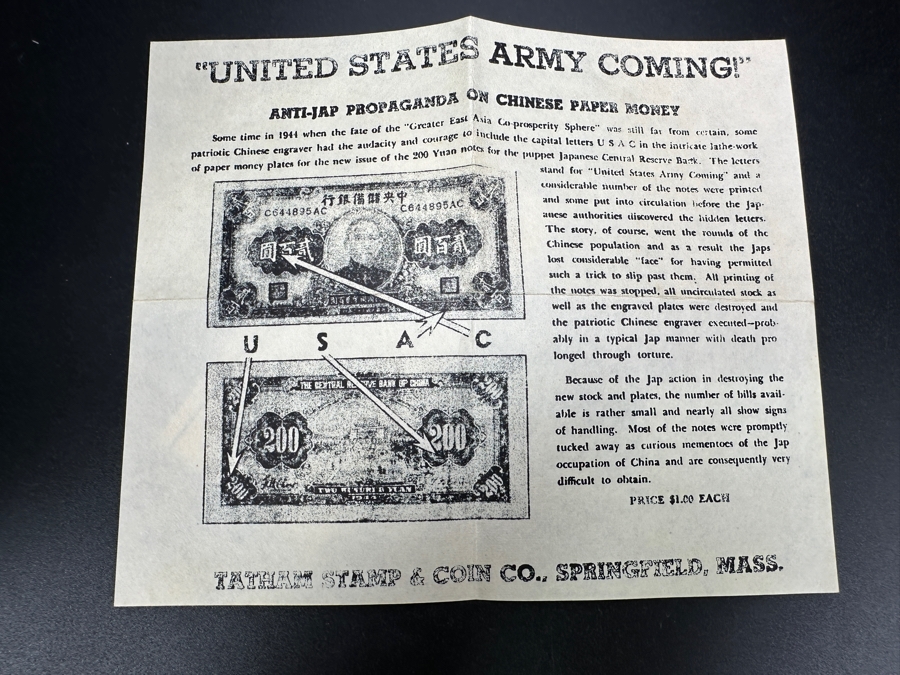 "UNITED STATES ARMY COMING!"
ANTI-JAP PROPAGANDA ON CHINESE PAPER MONEY
Some time in 1944 when the fate of the "Greater East Asia Co-prosperity Sphere" was still far from certain, some
patriotic Chinese engraver had the audacity and courage to include the capital letters U S A C in the intricate lathe-work
of paper money plates for the new issue of the 200 Yuan notes for the puppet Japanese Central Reserve Bank. The letters
stand for "United States Army Coming" and a
considerable number of the notes were printed
and some put into circulation before the Jap-
anese authorities discovered the hidden letters.
The story, of course, went the rounds of the
Chinese population and as a result the Japs
lost considerable "face" for having permitted
such a trick to slip past them. All printing of
the notes was stopped, all uncirculated stock as
well as the engraved plates were destroyed and
the patriotic Chinese engraver executed—prob-
ably in a typical Jap manner with death pro
longed through torture.
Because of the Jap action in destroying the
new stock and plates, the number of bills avail-
able is rather small and nearly all show signs
of handling. Most of the notes were promptly
tucked away as curious mementoes of the Jap
occupation of China and are consequently very
difficult to obtain.
PRICE $1.00 EACH
行銀備儲央中
C644895AC C644895AC
圓百貳 圓百貳
U S A C
THE CENTRAL RESERVE BANK OF CHINA
200 200
200 200 200
TWO HUNDRED YUAN
1944
TATHAM STAMP & COIN CO., SPRINGFIELD, MASS.